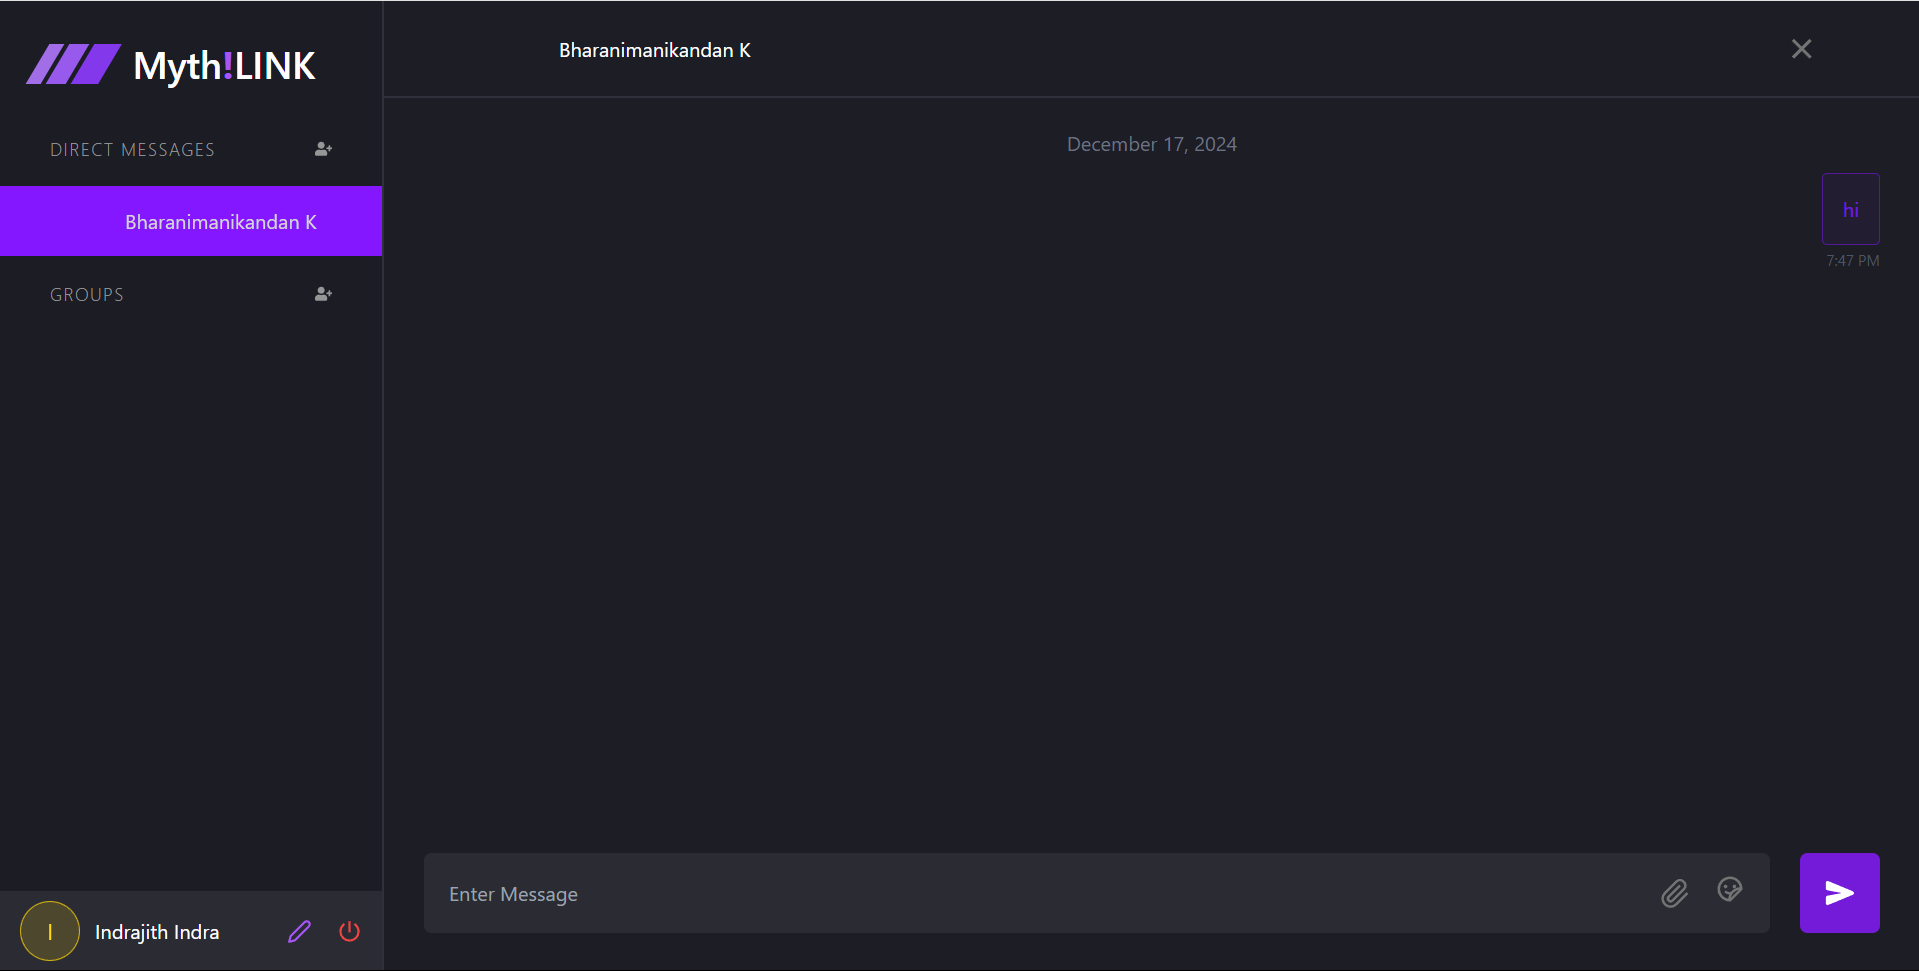 Myth!LINK
DIRECT MESSAGES
Bharanimanikandan K
GROUPS
I
Indrajith Indra
Bharanimanikandan K
December 17, 2024
hi
7:47 PM
Enter Message